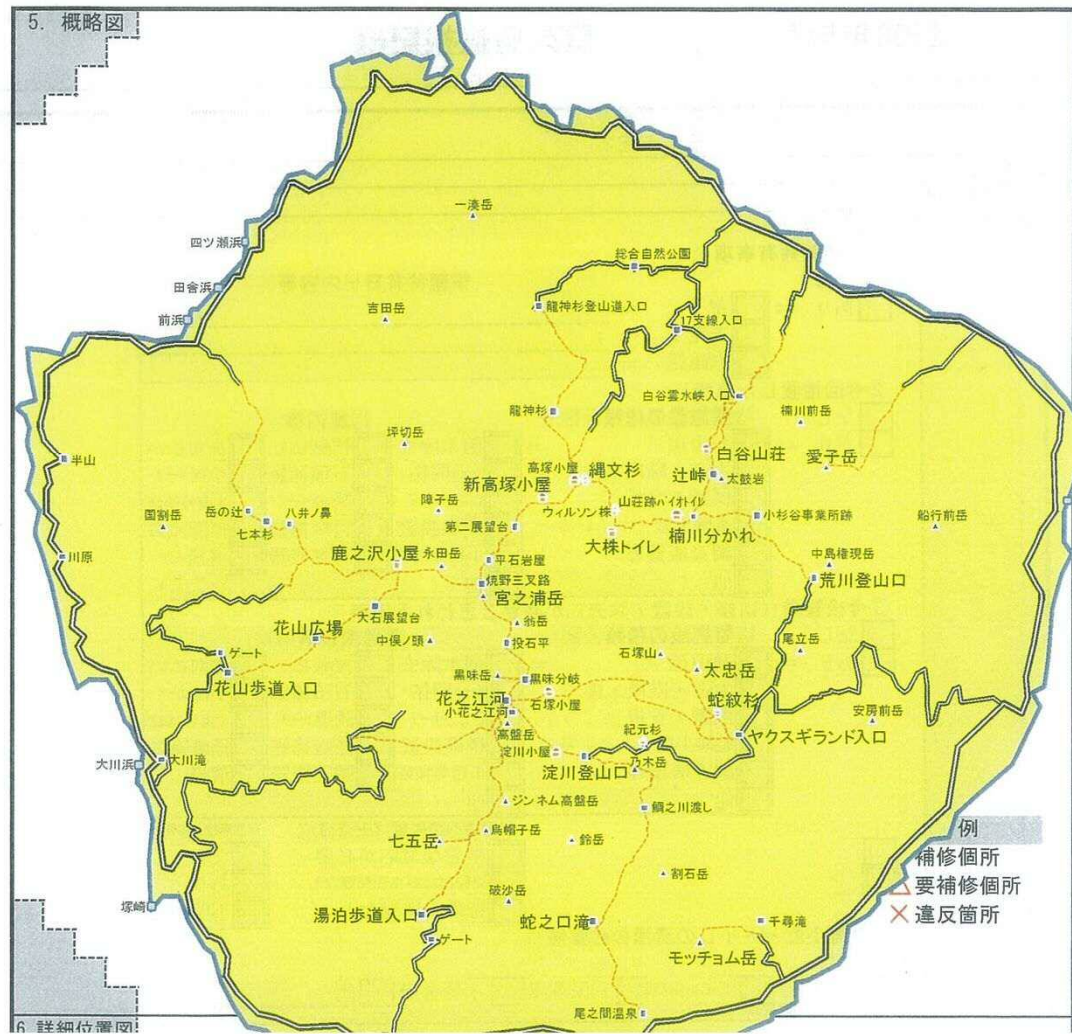 5. 概略図
一湊岳
四ツ瀬浜
総合自然公園
田舎浜
龍神杉登山道入口
前浜
吉田岳
17支線入口
白谷雲水峡入口
龍神杉
楠川前岳
坪切岳
半山
白谷山荘
高塚小屋
縄文杉
愛子岳
新高塚小屋
辻峠
太鼓岩
障子岳
山荘跡バイオトイレ
ウィルソン株
岳の辻
国割岳
七本杉
八井ノ鼻
第二展望台
小杉谷事業所跡
船行前岳
大株トイレ
楠川分かれ
鹿之沢小屋
永田岳
平石岩屋
川原
中島権現岳
焼野三叉路
荒川登山口
宮之浦岳
大石展望台
翁岳
花山広場
中俣ノ頭
投石平
尾立岳
ゲート
石塚山
太忠岳
花山歩道入口
黒味岳
黒味分岐
花之江河
石塚小屋
蛇紋杉
小花之江河
安房前岳
高盤岳
紀元杉
ヤクスギランド入口
淀川小屋
大川滝
大川浜
淀川登山口
乃木岳
ジンネム高盤岳
鯛之川渡し
烏帽子岳
七五岳
鈴岳
例
補修個所
割石岳
△要補修個所
破沙岳
塚崎
湯泊歩道入口
蛇之口滝
千尋滝
×違反箇所
ゲート
モッチョム岳
尾之間温泉
6.詳細位置図